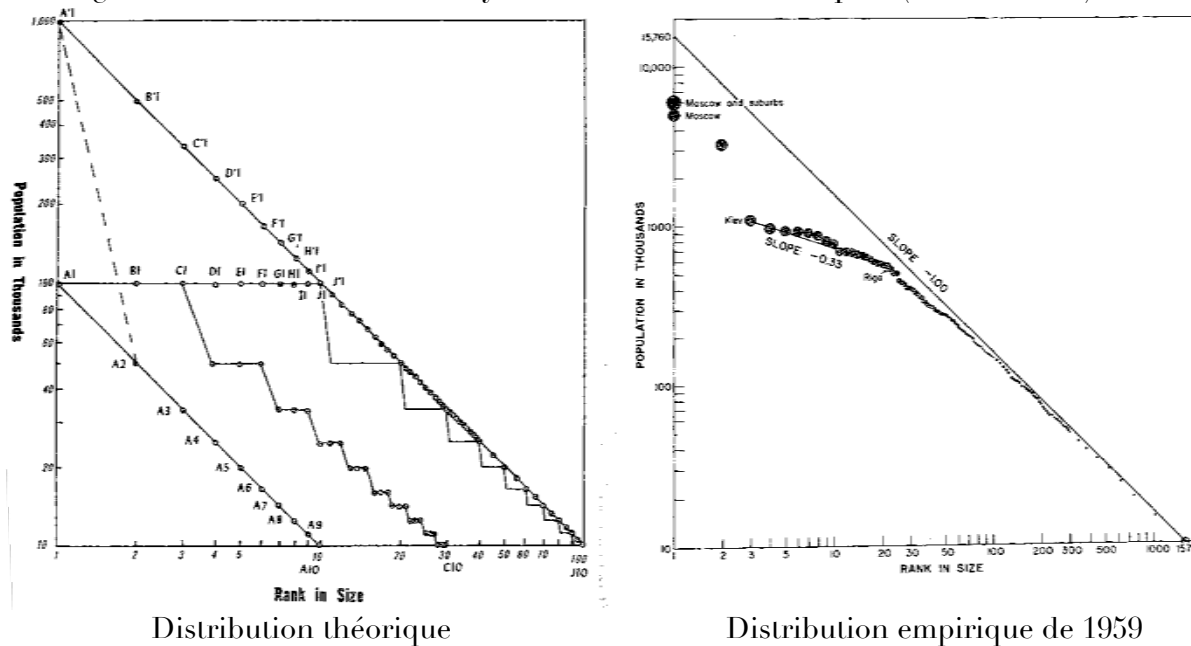 Population in Thousands
1,000
500
400
300
200
100
50
40
30
20
10
A'1
B'1
C'1
D'1
E'1
F'1
G'1
H'1
I'1
J'1
A1
B1
C1
D1
E1
F1
G1
H1
I1
J1
A2
A3
A4
A5
A6
A7
A8
A9
1 2 3 4 5 10 20 30 40 50 60 70 100
A10 C10 J10
Rank in Size
Distribution théorique
POPULATION IN THOUSANDS
15,760
10,000
1000
100
10
Moscow and suburbs
Moscow
Kiev
SLOPE -0.33
Riga
SLOPE -1.00
1 2 3 5 10 20 30 50 100 300 500 1000
RANK IN SIZE
Distribution empirique de 1959